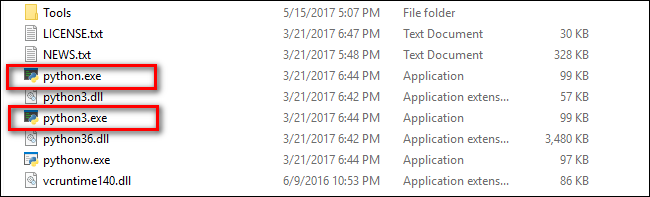 Tools 5/15/2017 5:07 PM File folder
LICENSE.txt 3/21/2017 6:47 PM Text Document 30 KB
NEWS.txt 3/21/2017 6:47 PM Text Document 328 KB
python.exe 3/21/2017 6:44 PM Application 99 KB
python3.dll 3/21/2017 6:42 PM Application extens... 57 KB
python3.exe 3/21/2017 6:44 PM Application 99 KB
python36.dll 3/21/2017 6:42 PM Application extens... 3,480 KB
pythonw.exe 3/21/2017 6:44 PM Application 97 KB
vcruntime140.dll 6/9/2016 10:53 PM Application extens... 86 KB